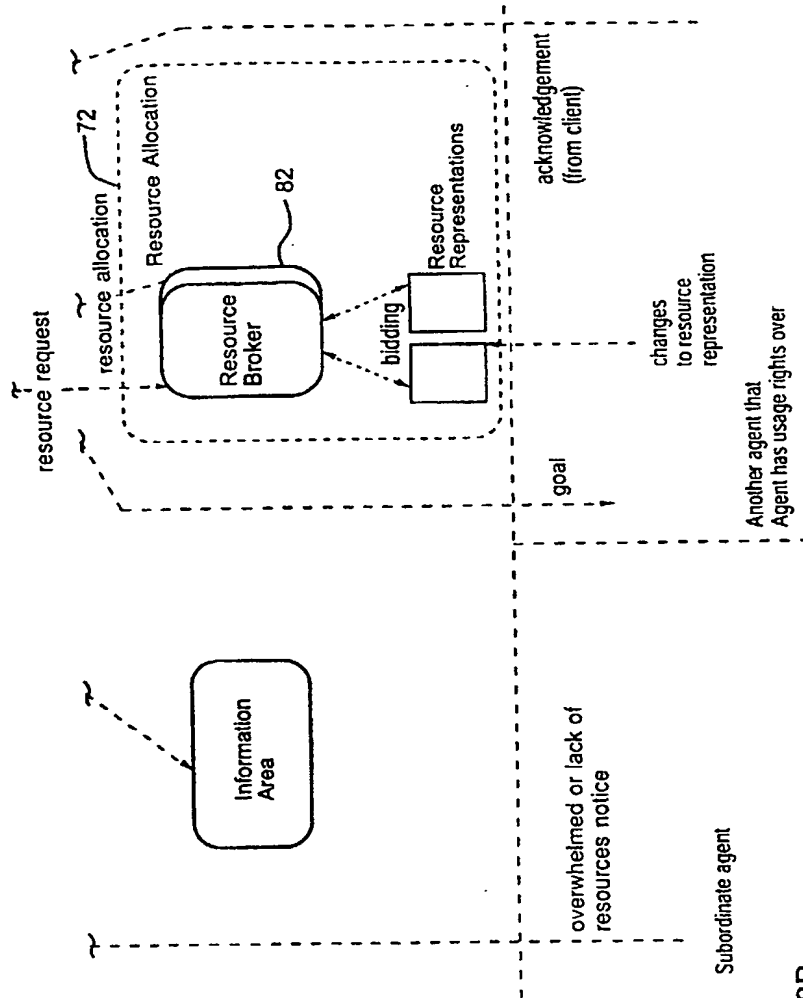 resource request
resource allocation
72
Resource Allocation
Resource
Broker
82
bidding
Resource
Representations
Information
Area
goal
changes
to resource
representation
acknowledgement
(from client)
overwhelmed or lack of
resources notice
Subordinate agent
Another agent that
Agent has usage rights over